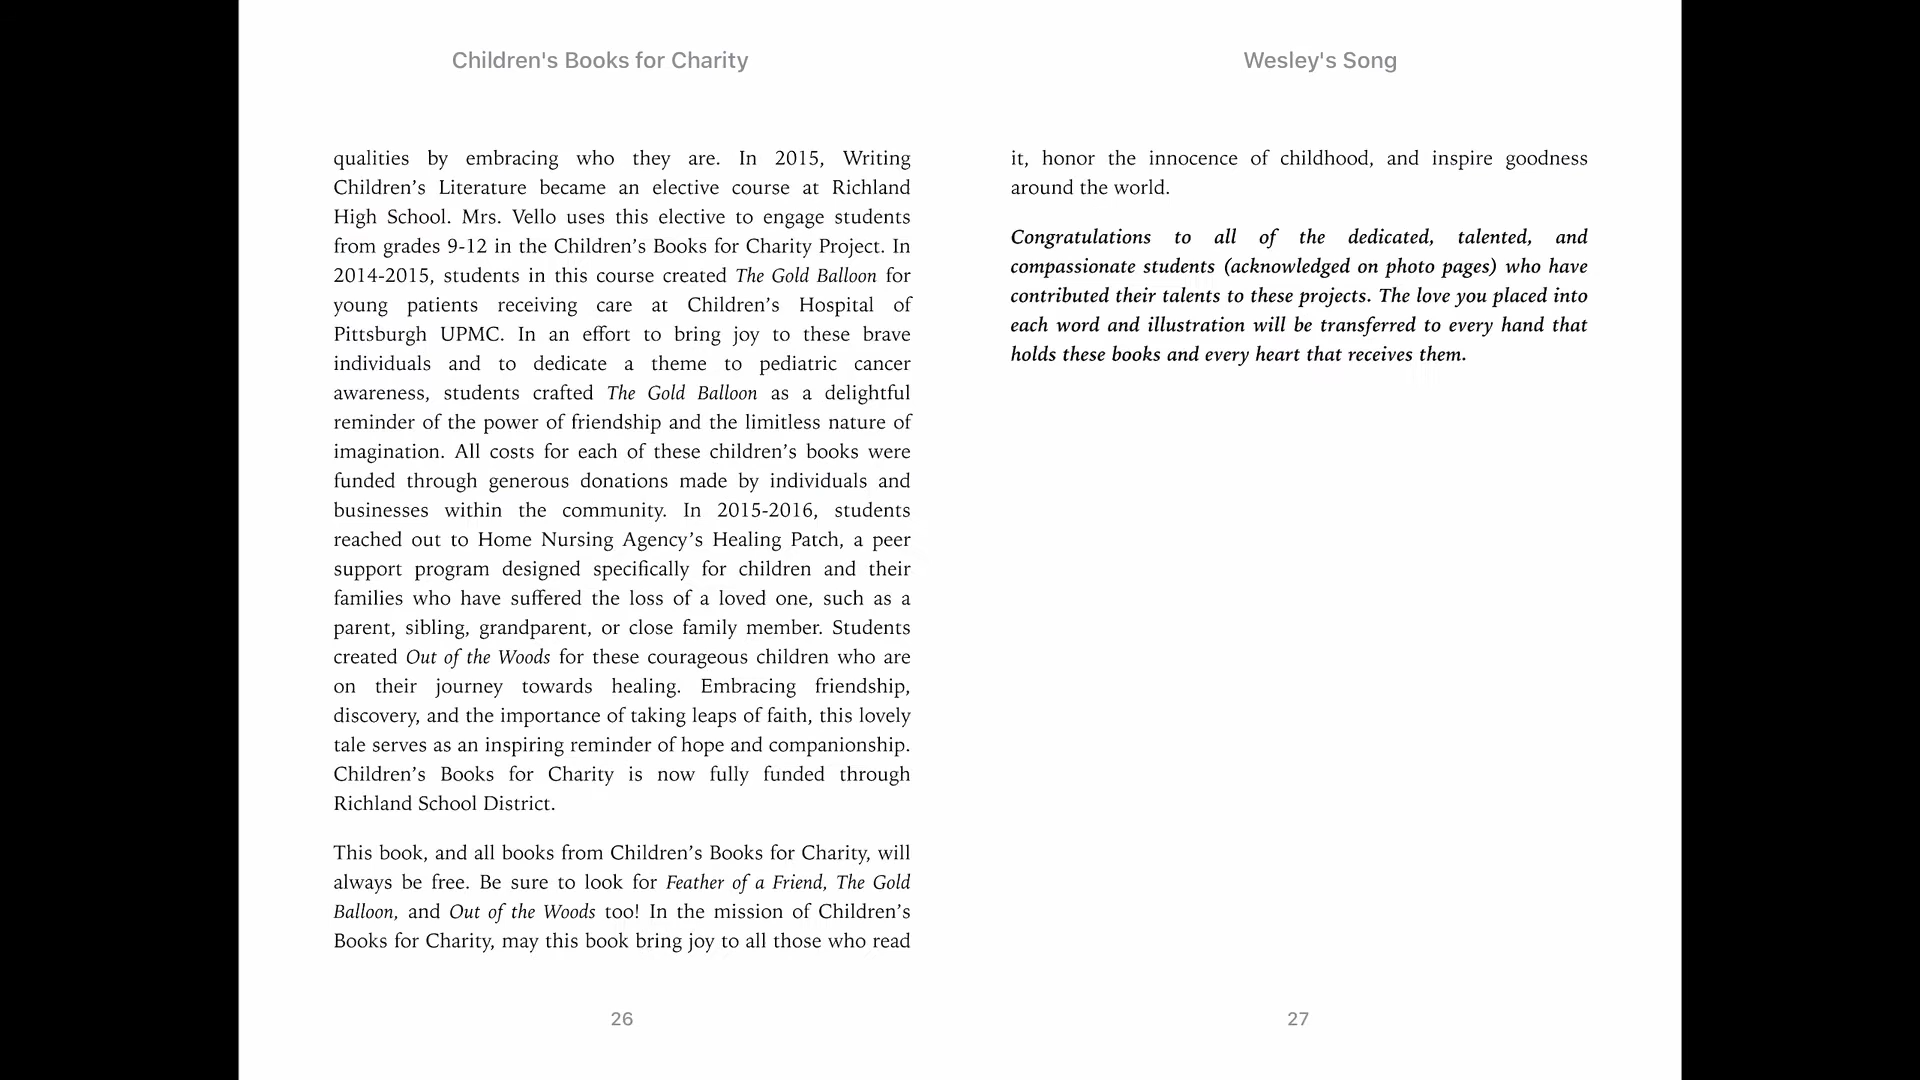 Children's Books for Charity
qualities by embracing who they are. In 2015, Writing
Children’s Literature became an elective course at Richland
High School. Mrs. Vello uses this elective to engage students
from grades 9-12 in the Children’s Books for Charity Project. In
2014-2015, students in this course created The Gold Balloon for
young patients receiving care at Children’s Hospital of
Pittsburgh UPMC. In an effort to bring joy to these brave
individuals and to dedicate a theme to pediatric cancer
awareness, students crafted The Gold Balloon as a delightful
reminder of the power of friendship and the limitless nature of
imagination. All costs for each of these children’s books were
funded through generous donations made by individuals and
businesses within the community. In 2015-2016, students
reached out to Home Nursing Agency’s Healing Patch, a peer
support program designed specifically for children and their
families who have suffered the loss of a loved one, such as a
parent, sibling, grandparent, or close family member. Students
created Out of the Woods for these courageous children who are
on their journey towards healing. Embracing friendship,
discovery, and the importance of taking leaps of faith, this lovely
tale serves as an inspiring reminder of hope and companionship.
Children’s Books for Charity is now fully funded through
Richland School District.
This book, and all books from Children’s Books for Charity, will
always be free. Be sure to look for Feather of a Friend, The Gold
Balloon, and Out of the Woods too! In the mission of Children’s
Books for Charity, may this book bring joy to all those who read
26
Wesley's Song
it, honor the innocence of childhood, and inspire goodness
around the world.
Congratulations to all of the dedicated, talented, and
compassionate students (acknowledged on photo pages) who have
contributed their talents to these projects. The love you placed into
each word and illustration will be transferred to every hand that
holds these books and every heart that receives them.
27